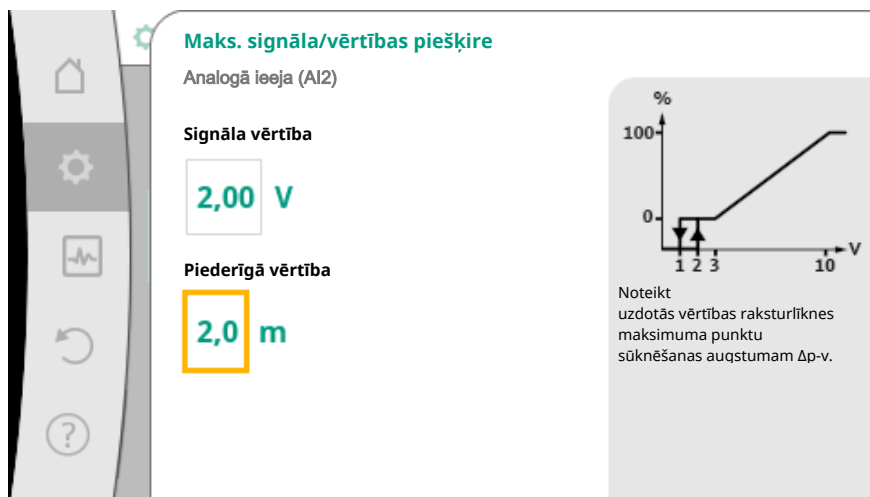 Maks. signāla/vērtības piešķire
Analogā ieeja (AI2)
Signāla vērtība
2,00 V
Piederīgā vērtība
2,0 m
%
100
0
1 2 3 10 V
Noteikt
uzdotās vērtības raksturlīknes
maksimuma punktu
sūknēšanas augstumam Δp-v.
?